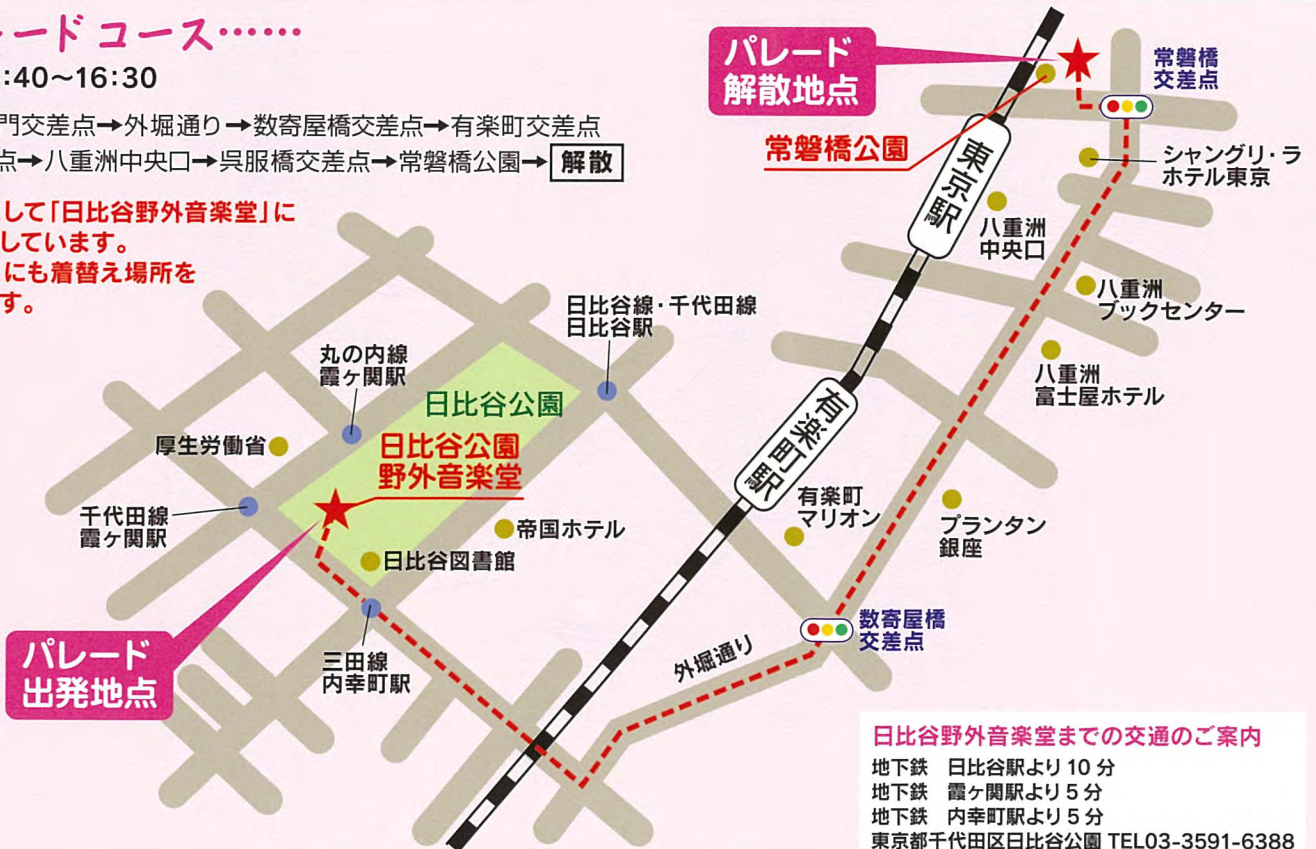 ードコース……
:40～16:30
門交差点→外堀通り→数寄屋橋交差点→有楽町交差点
点→八重洲中央口→呉服橋交差点→常磐橋公園→解散
して「日比谷野外音楽堂」に
しています。
にも着替え場所を
す。
パレード
解散地点
常磐橋公園
常磐橋
交差点
シャングリ・ラ
ホテル東京
東京駅
八重洲
中央口
八重洲
ブックセンター
八重洲
富士屋ホテル
日比谷線・千代田線
日比谷駅
丸の内線
霞ヶ関駅
日比谷公園
日比谷公園
野外音楽堂
厚生労働省
千代田線
霞ヶ関駅
帝国ホテル
日比谷図書館
有楽町駅
有楽町
マリオン
プランタン
銀座
数寄屋橋
交差点
外堀通り
三田線
内幸町駅
パレード
出発地点
日比谷野外音楽堂までの交通のご案内
地下鉄 日比谷駅より10分
地下鉄 霞ヶ関駅より5分
地下鉄 内幸町駅より5分
東京都千代田区日比谷公園 TEL03-3591-6388